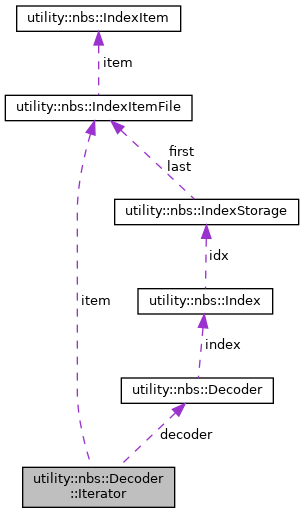 utility::nbs::IndexItem
item
utility::nbs::IndexItemFile
first
last
utility::nbs::IndexStorage
idx
item
utility::nbs::Index
index
utility::nbs::Decoder
decoder
utility::nbs::Decoder
::Iterator